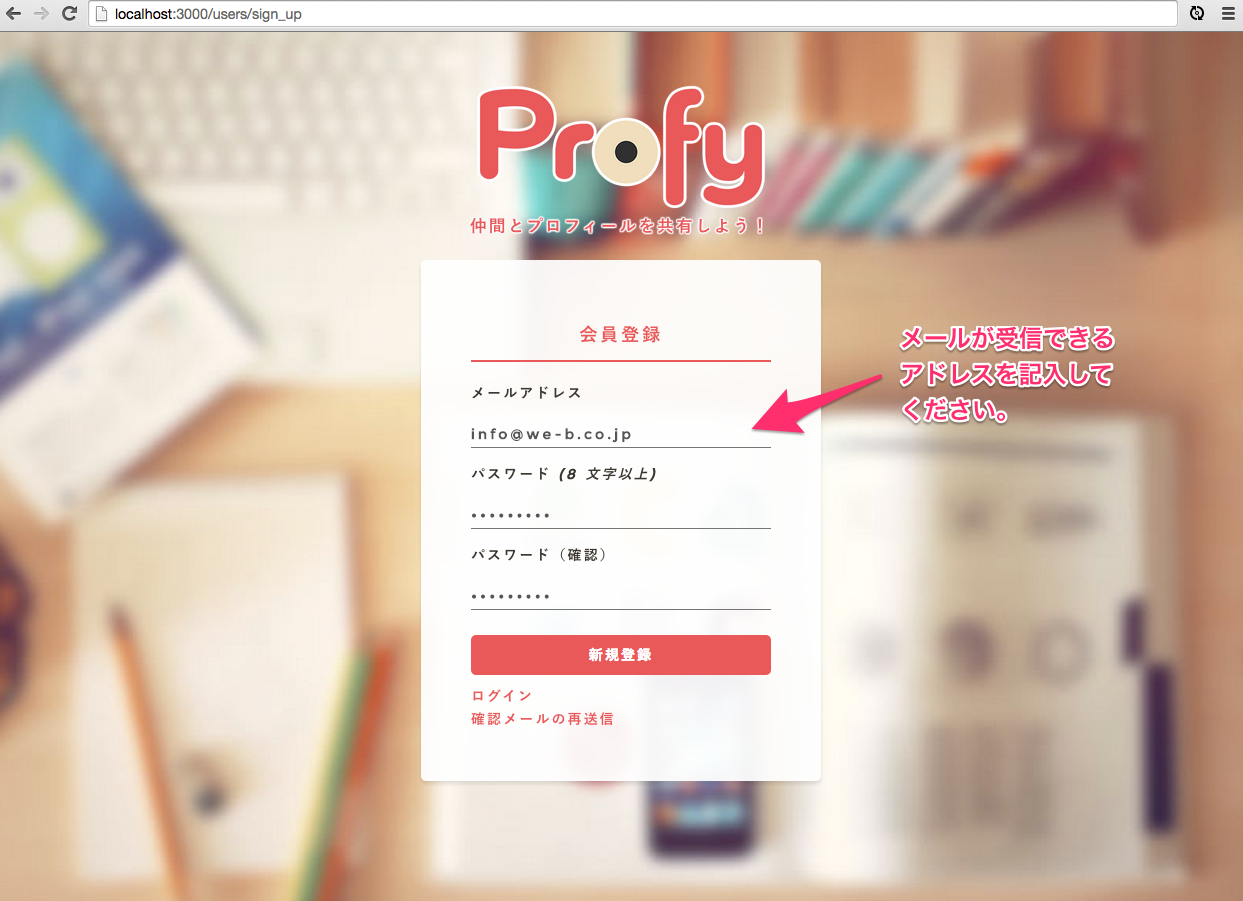 localhost:3000/users/sign_up
Profy
仲間とプロフィールを共有しよう！
会員登録
メールアドレス
info@we-b.co.jp
パスワード (8 文字以上)
•••••••••
パスワード（確認）
•••••••••
新規登録
ログイン
確認メールの再送信
メールが受信できる
アドレスを記入して
ください。